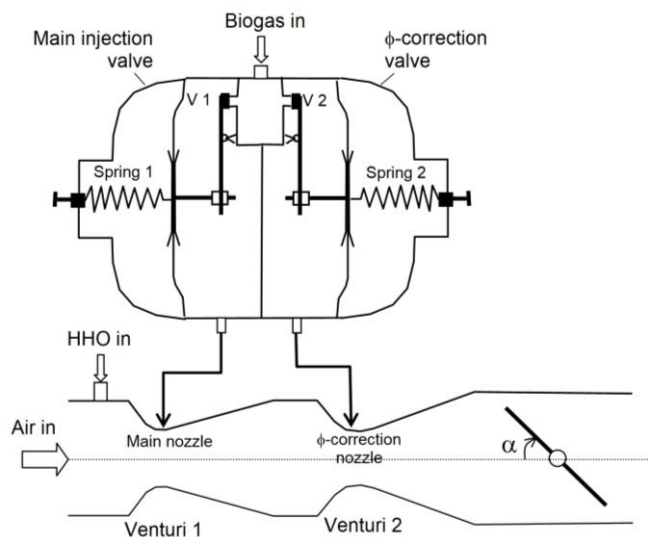 Biogas in
Main injection
valve
ϕ-correction
valve
V 1
V 2
Spring 1
Spring 2
HHO in
Air in
Main nozzle
ϕ-correction
nozzle
α
Venturi 1
Venturi 2